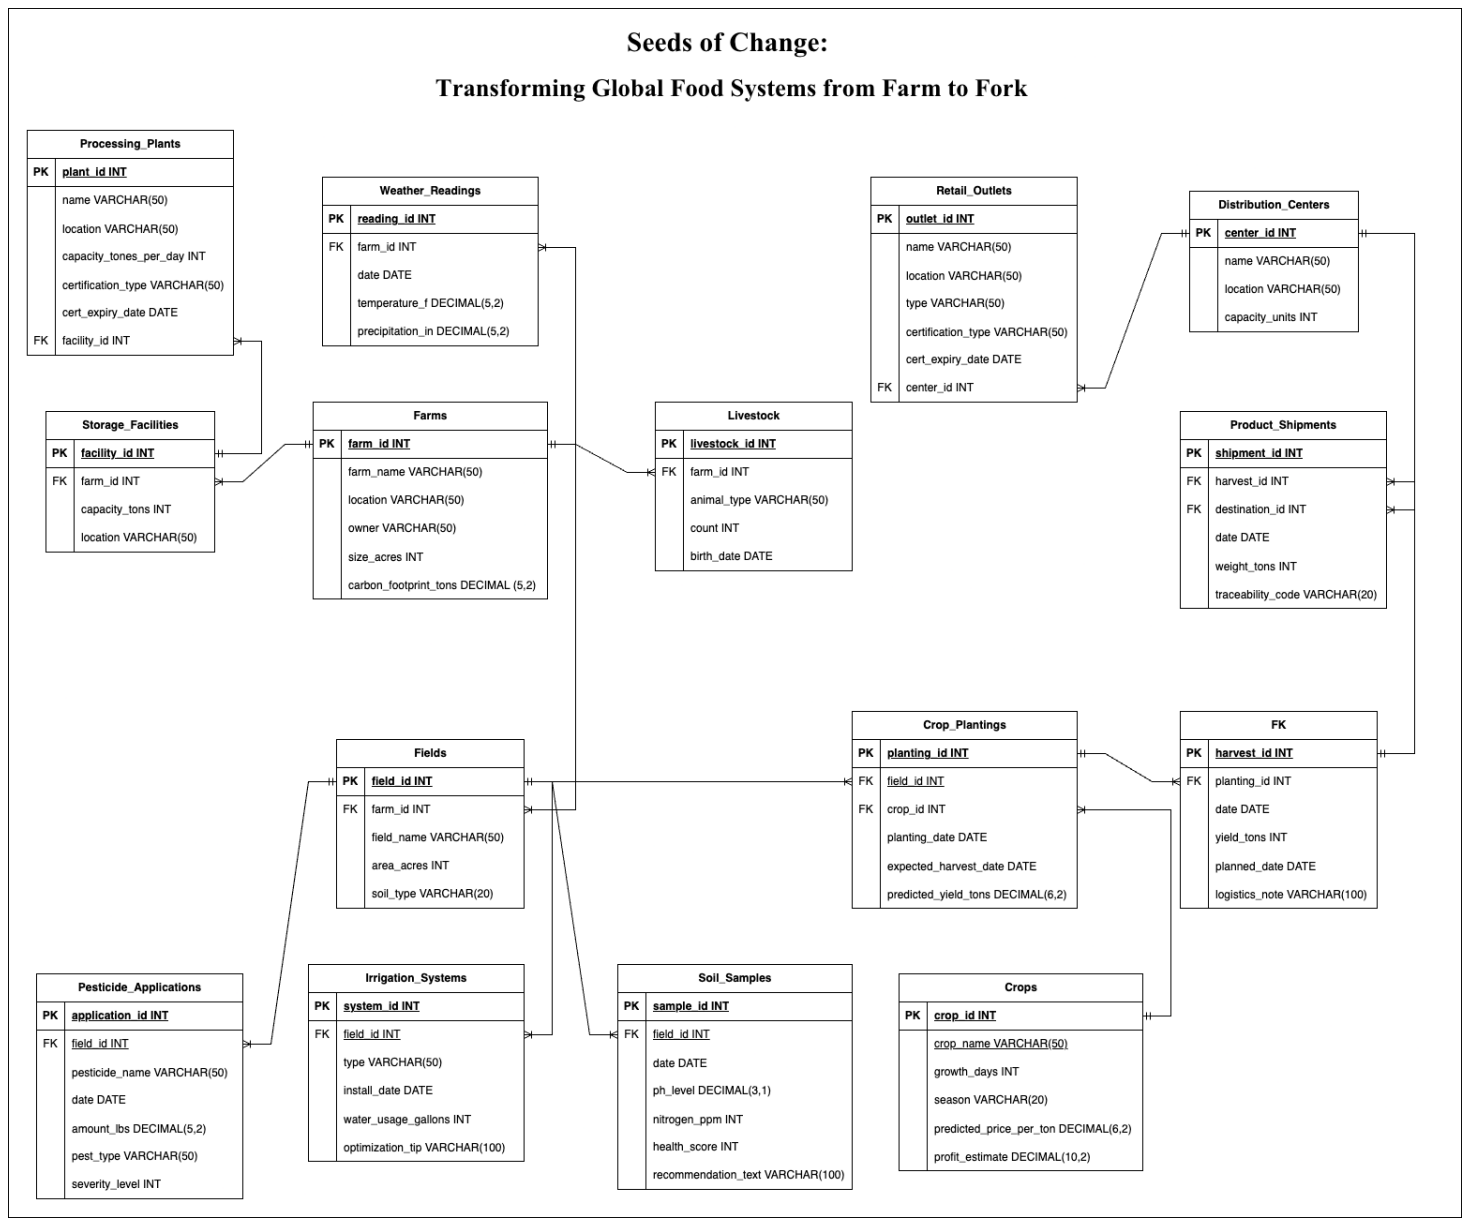 Seeds of Change:
Transforming Global Food Systems from Farm to Fork
Processing_Plants
PK plant_id INT
name VARCHAR(50)
location VARCHAR(50)
capacity_tones_per_day INT
certification_type VARCHAR(50)
cert_expiry_date DATE
FK facility_id INT
Weather_Readings
PK reading_id INT
FK farm_id INT
date DATE
temperature_f DECIMAL(5,2)
precipitation_in DECIMAL(5,2)
Retail_Outlets
PK outlet_id INT
name VARCHAR(50)
location VARCHAR(50)
type VARCHAR(50)
certification_type VARCHAR(50)
cert_expiry_date DATE
FK center_id INT
Distribution_Centers
PK center_id INT
name VARCHAR(50)
location VARCHAR(50)
capacity_units INT
Storage_Facilities
PK facility_id INT
FK farm_id INT
capacity_tons INT
location VARCHAR(50)
Farms
PK farm_id INT
farm_name VARCHAR(50)
location VARCHAR(50)
owner VARCHAR(50)
size_acres INT
carbon_footprint_tons DECIMAL (5,2)
Livestock
PK livestock_id INT
FK farm_id INT
animal_type VARCHAR(50)
count INT
birth_date DATE
Product_Shipments
PK shipment_id INT
FK harvest_id INT
FK destination_id INT
date DATE
weight_tons INT
traceability_code VARCHAR(20)
Fields
PK field_id INT
FK farm_id INT
field_name VARCHAR(50)
area_acres INT
soil_type VARCHAR(20)
Crop_Plantings
PK planting_id INT
FK field_id INT
FK crop_id INT
planting_date DATE
expected_harvest_date DATE
predicted_yield_tons DECIMAL(6,2)
FK
PK harvest_id INT
FK planting_id INT
date DATE
yield_tons INT
planned_date DATE
logistics_note VARCHAR(100)
Pesticide_Applications
PK application_id INT
FK field_id INT
pesticide_name VARCHAR(50)
date DATE
amount_lbs DECIMAL(5,2)
pest_type VARCHAR(50)
severity_level INT
Irrigation_Systems
PK system_id INT
FK field_id INT
type VARCHAR(50)
install_date DATE
water_usage_gallons INT
optimization_tip VARCHAR(100)
Soil_Samples
PK sample_id INT
FK field_id INT
date DATE
ph_level DECIMAL(3,1)
nitrogen_ppm INT
health_score INT
recommendation_text VARCHAR(100)
Crops
PK crop_id INT
crop_name VARCHAR(50)
growth_days INT
season VARCHAR(20)
predicted_price_per_ton DECIMAL(6,2)
profit_estimate DECIMAL(10,2)